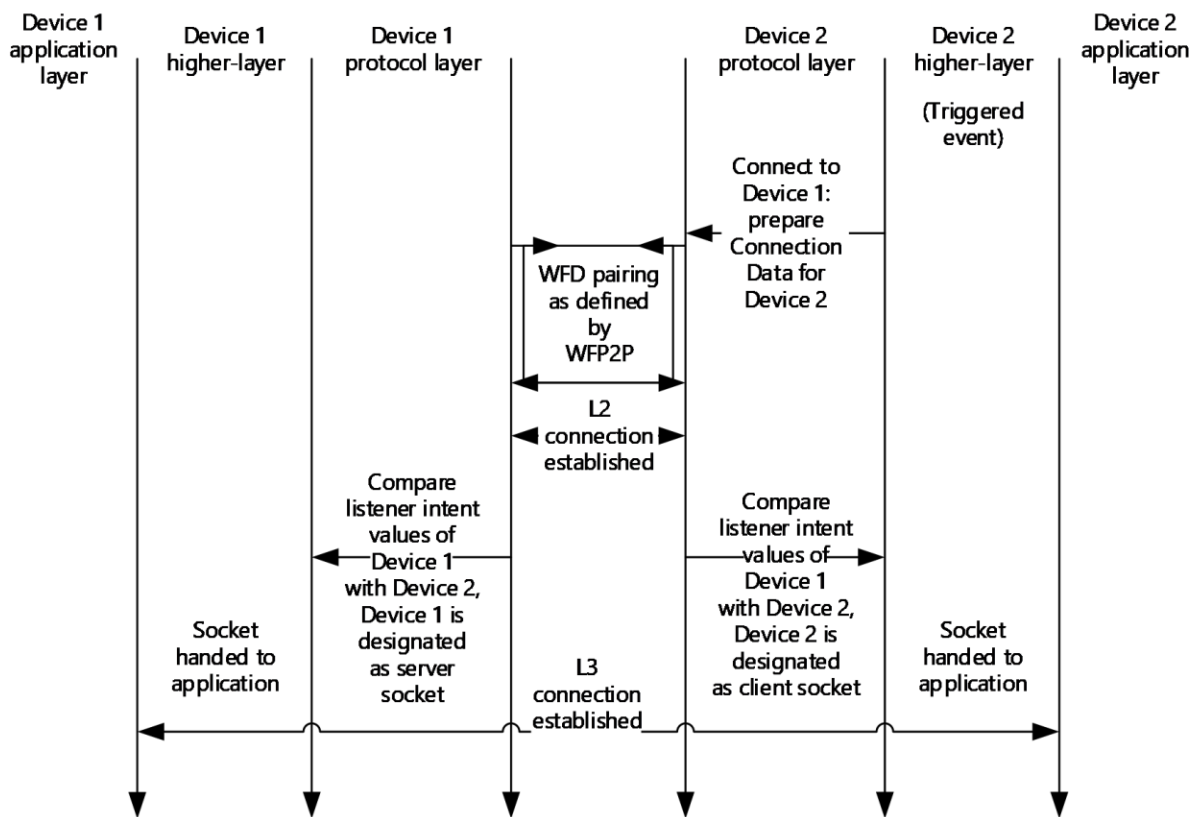 Device 1
application
layer
Device 1
higher-layer
Device 1
protocol layer
Device 2
protocol layer
Device 2
higher-layer
Device 2
application
layer
(Triggered
event)
Connect to
Device 1:
prepare
Connection
Data for
Device 2
WFD pairing
as defined
by
WFP2P
L2
connection
established
Compare
listener intent
values of
Device 1
with Device 2,
Device 1 is
designated
as server
socket
Compare
listener intent
values of
Device 1
with Device 2,
Device 2 is
designated
as client socket
Socket
handed to
application
L3
connection
established
Socket
handed to
application